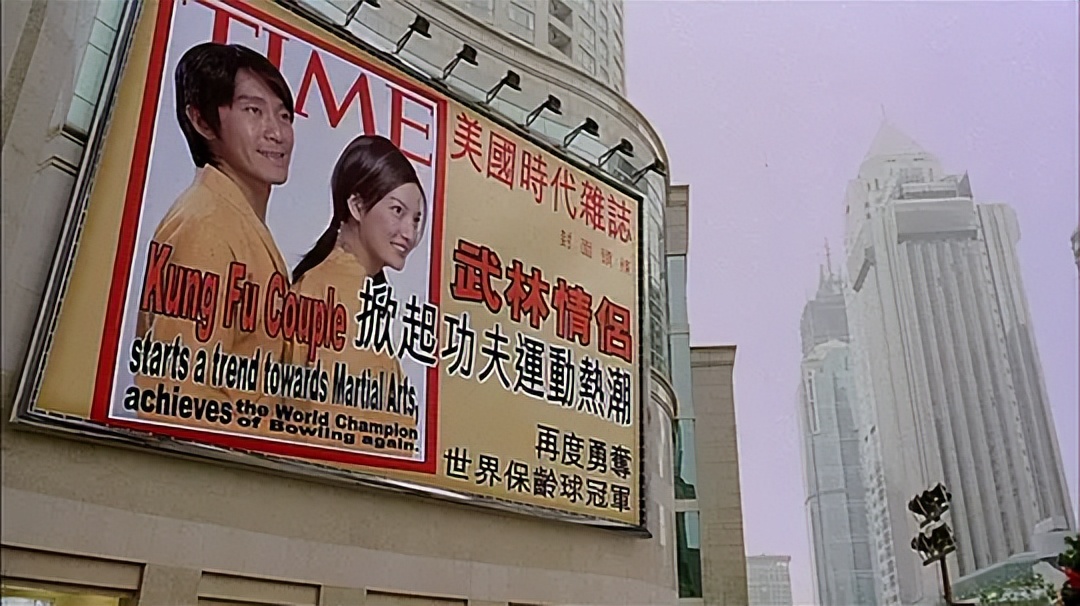 TIME
Kung Fu Couple
starts a trend towards Martial Arts,
achieves the World Champion
of Bowling again.
美國時代雜誌
封面
武林情侶
掀起功夫運動熱潮
再度勇奪
世界保齡球冠軍